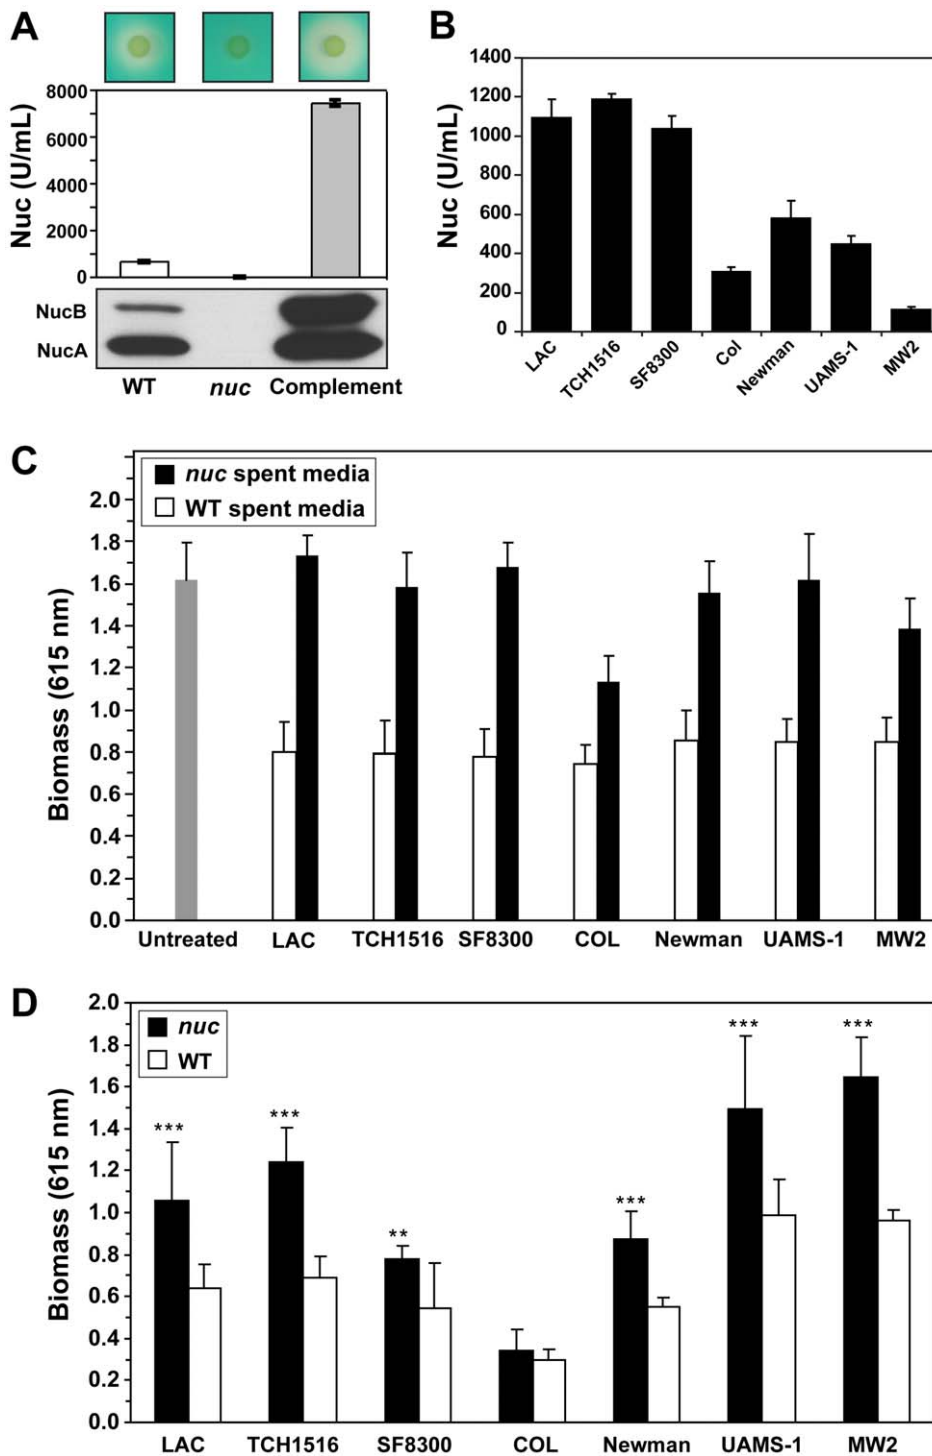 A
Nuc (U/mL)
8000
6000
4000
2000
0
NucB
NucA
WT nuc Complement
B
Nuc (U/mL)
1400
1200
1000
800
600
400
200
0
LAC TCH1516 SF8300 Col Newman UAMS-1 MW2
C
nuc spent media
WT spent media
Biomass (615 nm)
2.0
1.8
1.6
1.4
1.2
1.0
0.8
0.6
0.4
0.2
0.0
Untreated LAC TCH1516 SF8300 COL Newman UAMS-1 MW2
D
nuc
WT
Biomass (615 nm)
2.0
1.8
1.6
1.4
1.2
1.0
0.8
0.6
0.4
0.2
0.0
*** *** ** *** *** ***
LAC TCH1516 SF8300 COL Newman UAMS-1 MW2